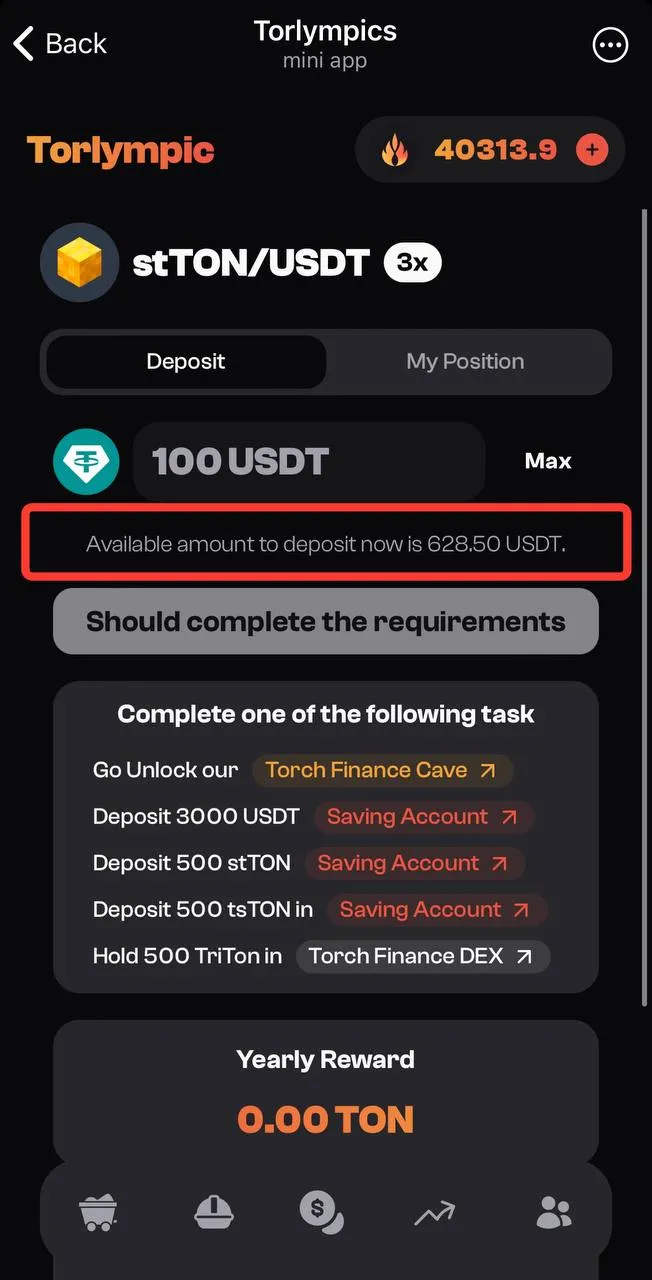 Back
Torlympics
mini app
Torlympic
40313.9
+
stTON/USDT 3x
Deposit
My Position
100 USDT
Max
Available amount to deposit now is 628.50 USDT.
Should complete the requirements
Complete one of the following task
Go Unlock our Torch Finance Cave
Deposit 3000 USDT Saving Account
Deposit 500 stTON Saving Account
Deposit 500 tsTON in Saving Account
Hold 500 TriTon in Torch Finance DEX
Yearly Reward
0.00 TON